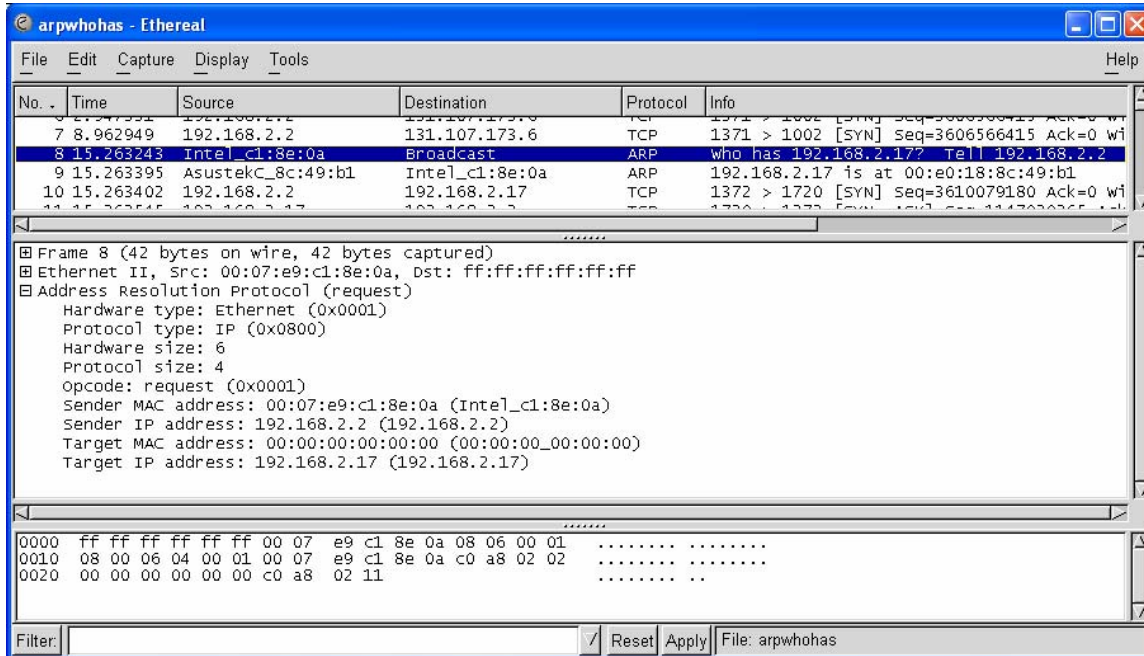 arpwhohas - Ethereal
File Edit Capture Display Tools Help
No. Time Source Destination Protocol Info
7 8.962949 192.168.2.2 131.107.173.6 TCP 1371 > 1002 [SYN] Seq=3606566415 Ack=0 Wi
8 15.263243 Intel_c1:8e:0a Broadcast ARP Who has 192.168.2.17? Tell 192.168.2.2
9 15.263395 AsustekC_8c:49:b1 Intel_c1:8e:0a ARP 192.168.2.17 is at 00:e0:18:8c:49:b1
10 15.263402 192.168.2.2 192.168.2.17 TCP 1372 > 1720 [SYN] Seq=3610079180 Ack=0 Wi
Frame 8 (42 bytes on wire, 42 bytes captured)
Ethernet II, Src: 00:07:e9:c1:8e:0a, Dst: ff:ff:ff:ff:ff:ff
Address Resolution Protocol (request)
Hardware type: Ethernet (0x0001)
Protocol type: IP (0x0800)
Hardware size: 6
Protocol size: 4
Opcode: request (0x0001)
Sender MAC address: 00:07:e9:c1:8e:0a (Intel_c1:8e:0a)
Sender IP address: 192.168.2.2 (192.168.2.2)
Target MAC address: 00:00:00:00:00:00 (00:00:00_00:00:00)
Target IP address: 192.168.2.17 (192.168.2.17)
0000 ff ff ff ff ff ff 00 07 e9 c1 8e 0a 08 06 00 01 ........ ........
0010 08 00 06 04 00 01 00 07 e9 c1 8e 0a c0 a8 02 02 ........ ........
0020 00 00 00 00 00 00 c0 a8 02 11 ........ ..
Filter: Reset Apply File: arpwhohas